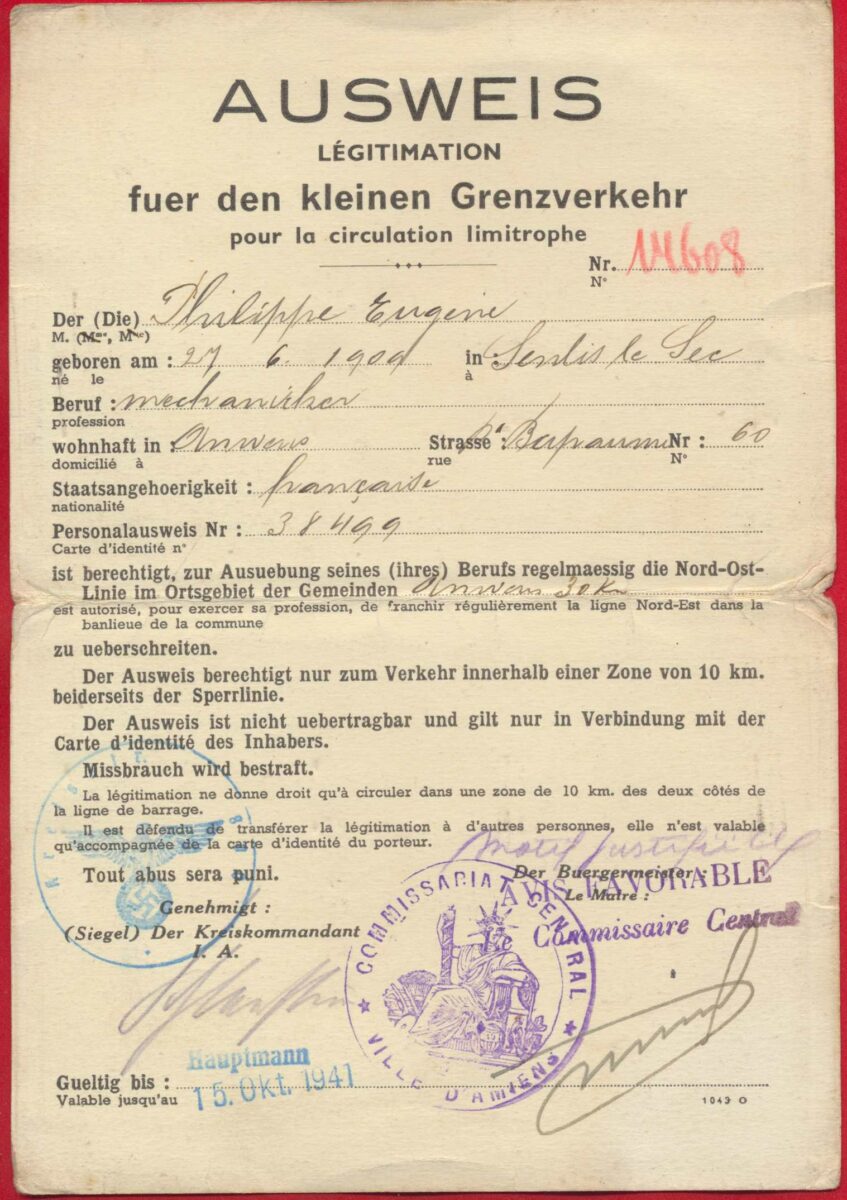 AUSWEIS
LÉGITIMATION
fuer den kleinen Grenzverkehr
pour la circulation limitrophe
Nr. 14608
N°
Der (Die) Philippe Eugène
M. (Mme, Mlle)
geboren am : 27 6. 1909 in : Senlis le Sec
né le à
Beruf : mechaniker
profession
wohnhaft in : Amiens Strasse : Bapaume Nr : 60
domicilié à rue N°
Staatsangehoerigkeit : française
nationalité
Personalausweis Nr : 38499
Carte d'identité n°
ist berechtigt, zur Ausuebung seines (ihres) Berufs regelmaessig die Nord-Ost-
Linie im Ortsgebiet der Gemeinden Amiens 30 Km
est autorisé, pour exercer sa profession, de franchir régulièrement la ligne Nord-Est dans la
banlieue de la commune
zu ueberschreiten.
Der Ausweis berechtigt nur zum Verkehr innerhalb einer Zone von 10 km.
beiderseits der Sperrlinie.
Der Ausweis ist nicht uebertragbar und gilt nur in Verbindung mit der
Carte d'identité des Inhabers.
Missbrauch wird bestraft.
La légitimation ne donne droit qu'à circuler dans une zone de 10 km. des deux côtés de
la ligne de barrage.
Il est défendu de transférer la légitimation à d'autres personnes, elle n'est valable
qu'accompagnée de la carte d'identité du porteur.
Tout abus sera puni.
Der Buergermeister :
Le Maire :
AVIS FAVORABLE
Le Commissaire Central
Genehmigt :
(Siegel) Der Kreiskommandant
I. A.
COMMISSARIAT CENTRAL
VILLE D'AMIENS
Hauptmann
Gueltig bis : 15. Okt. 1941
Valable jusqu'au
1043 O